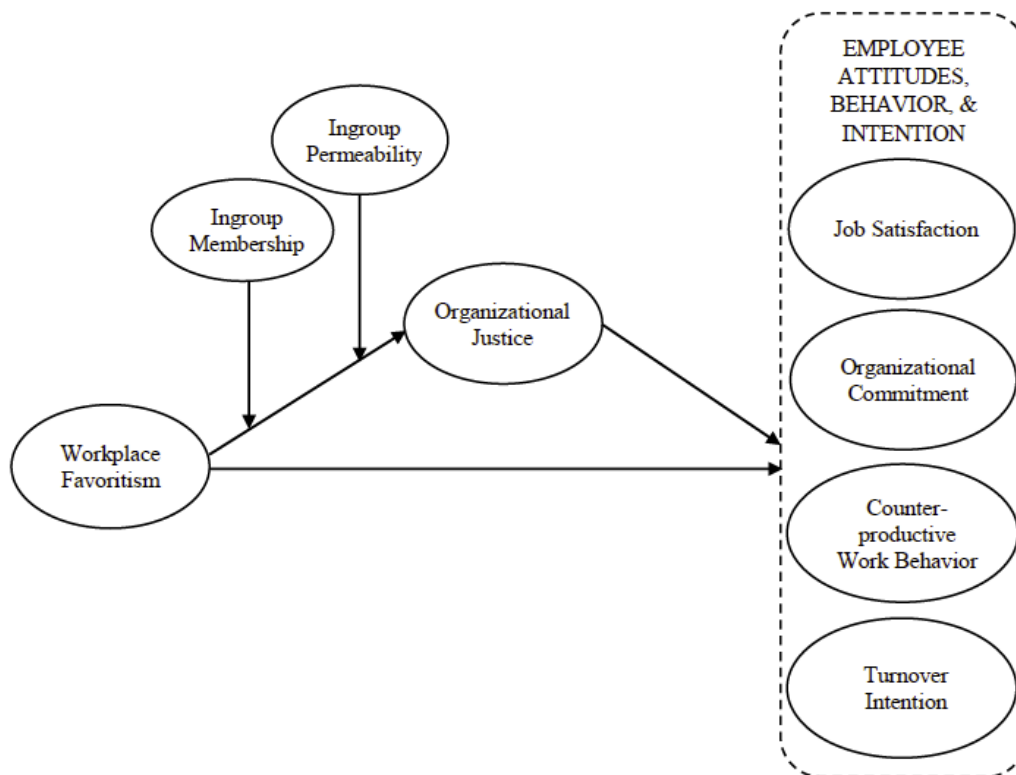 EMPLOYEE
ATTITUDES,
BEHAVIOR, &
INTENTION
Ingroup
Permeability
Ingroup
Membership
Job Satisfaction
Organizational
Justice
Organizational
Commitment
Workplace
Favoritism
Counter-
productive
Work Behavior
Turnover
Intention